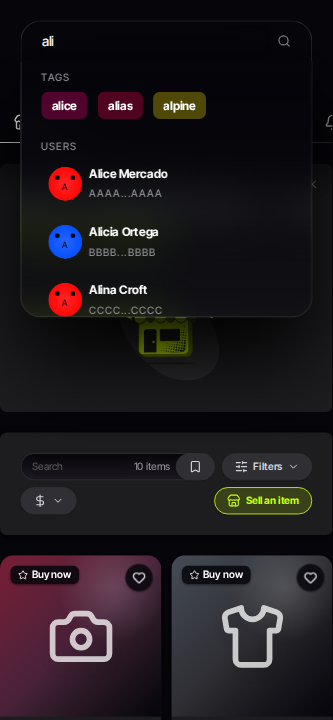 ali
TAGS
alice alias alpine
USERS
A
Alice Mercado
AAAA...AAAA
A
Alicia Ortega
BBBB...BBBB
A
Alina Croft
CCCC...CCCC
Search 10 items Filters
$ Sell an item
Buy now Buy now